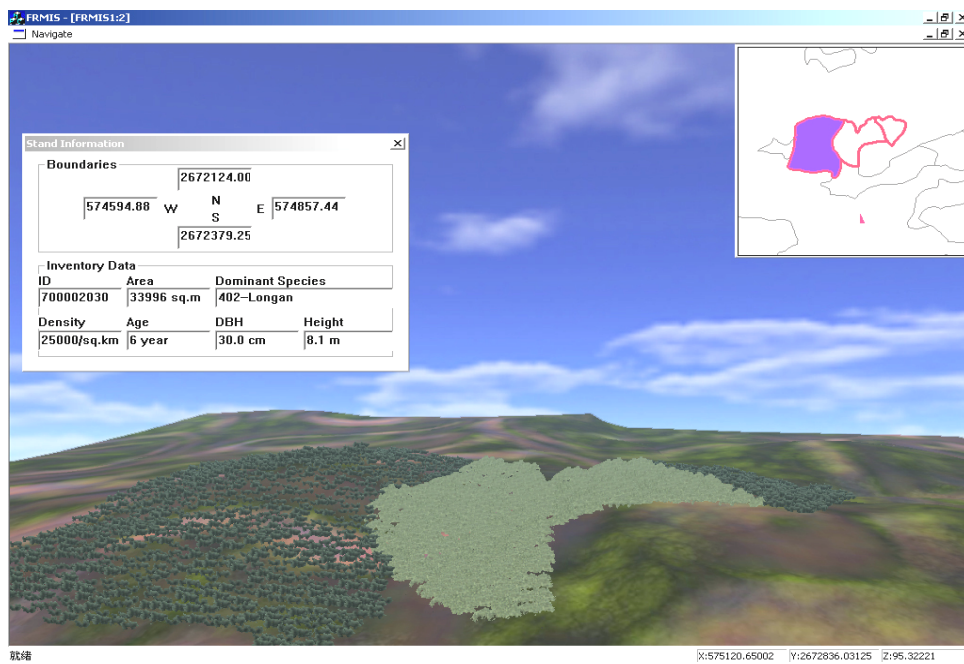 FRMIS - [FRMIS1:2]
Navigate
Stand Information
Boundaries
2672124.00
574594.88 W N E 574857.44
S
2672379.25
Inventory Data
ID Area Dominant Species
700002030 33996 sq.m 402-Longan
Density Age DBH Height
25000/sq.km 6 year 30.0 cm 8.1 m
就绪 X:575120.65002 Y:2672836.03125 Z:95.32221